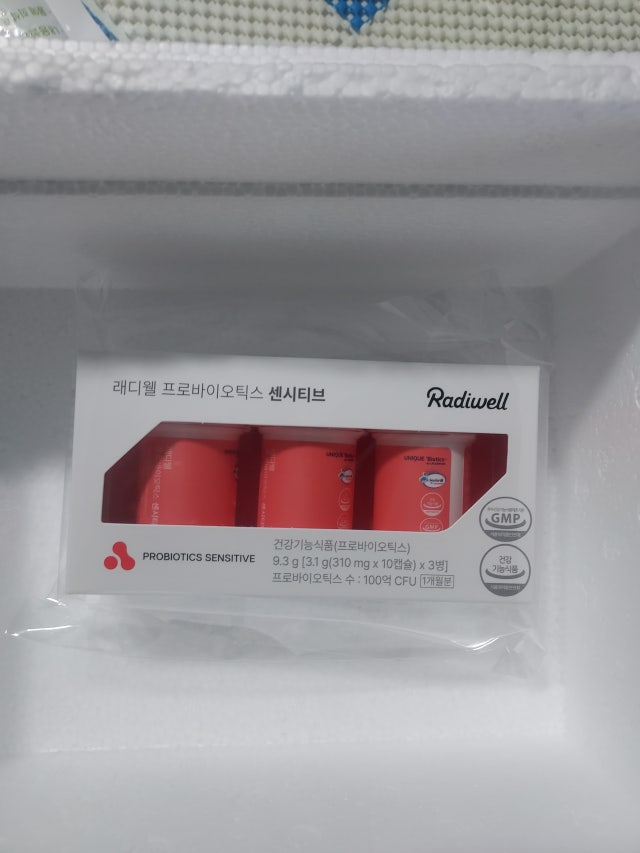 래디웰 프로바이오틱스 센시티브
Radiwell
UNIQUE 'Biotics'
GMP
건강
기능식품
PROBIOTICS SENSITIVE
건강기능식품(프로바이오틱스)
9.3 g [3.1 g(310 mg x 10캡슐) x 3병]
프로바이오틱스 수 : 100억 CFU 1개월분